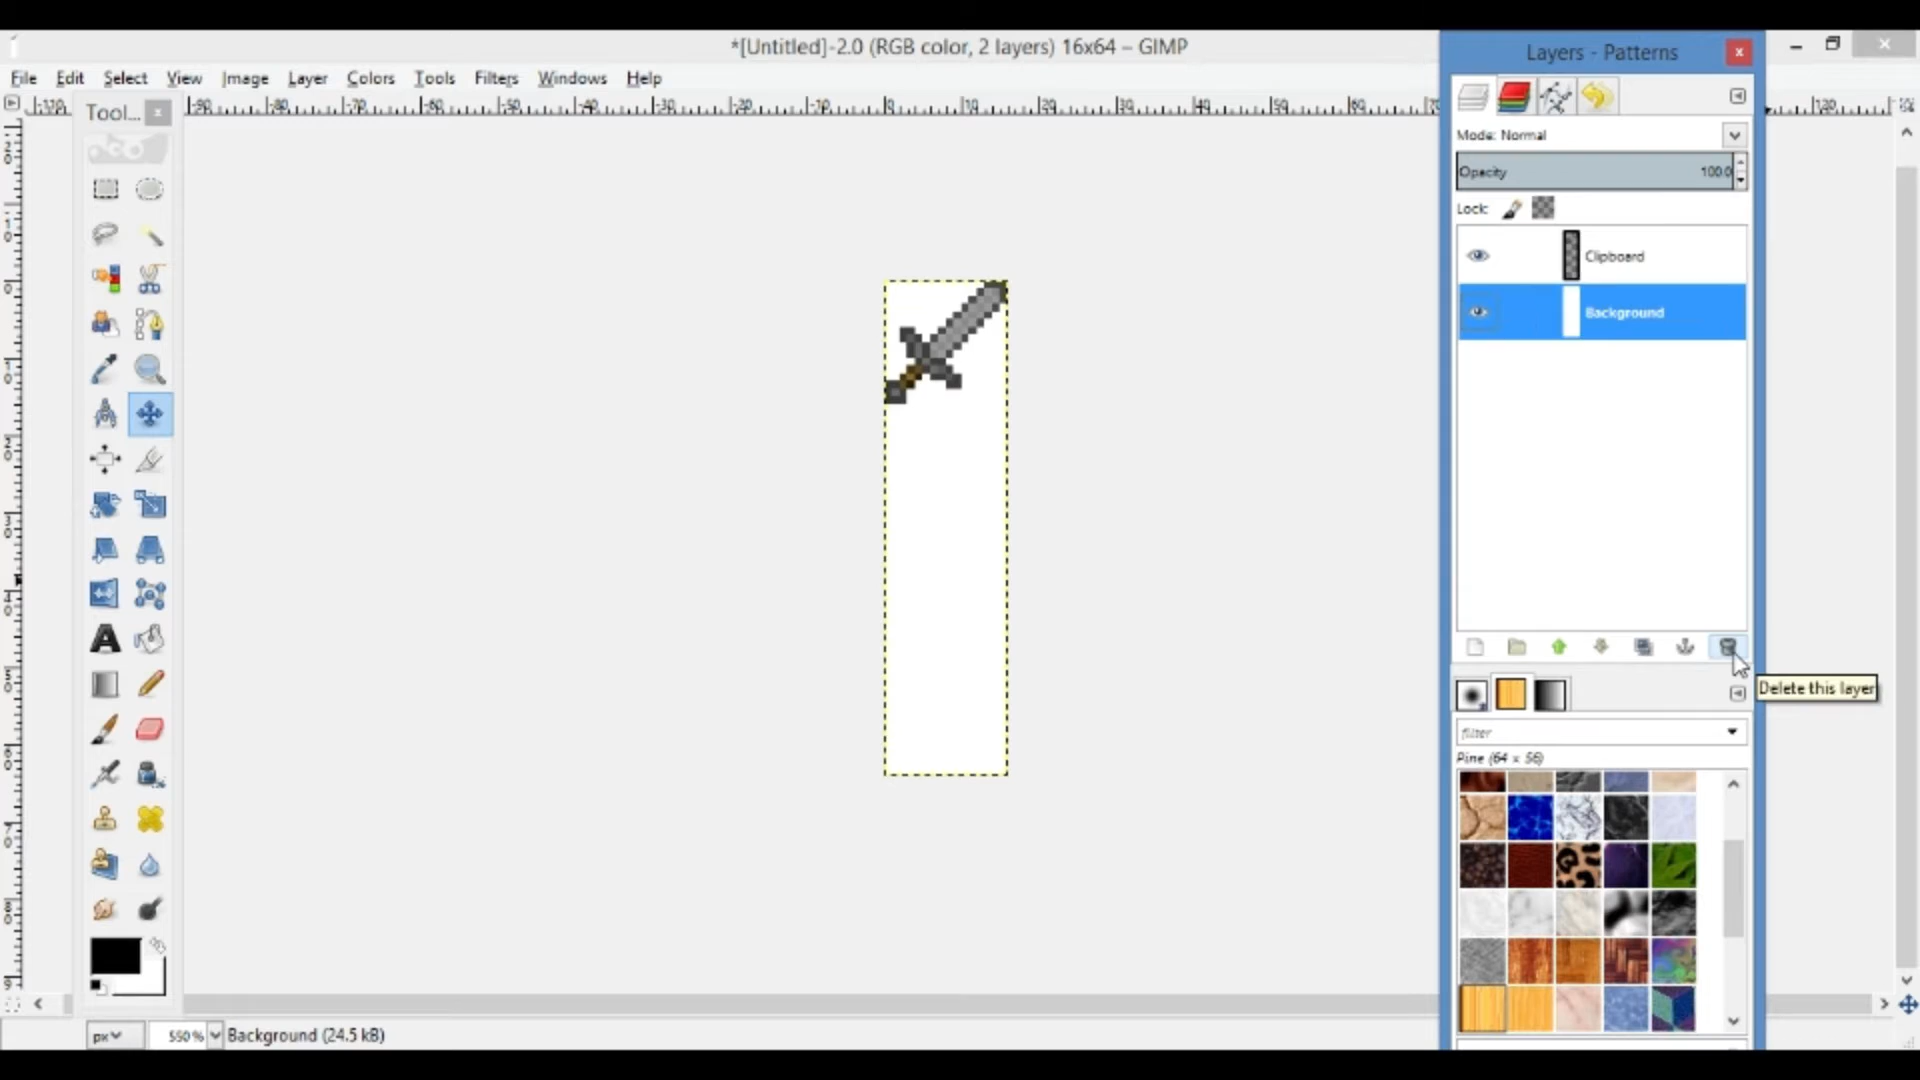 *[Untitled]-2.0 (RGB color, 2 layers) 16x64 – GIMP
Layers - Patterns
File Edit Select View Image Layer Colors Tools Filters Windows Help
Tool...
Mode: Normal
Opacity 100.0
Lock:
Clipboard
Background
Delete this layer
filter
Pine (64 × 56)
px 550% Background (24.5 kB)